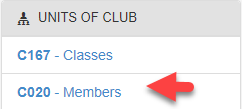 UNITS OF CLUB
C167 - Classes
C020 - Members